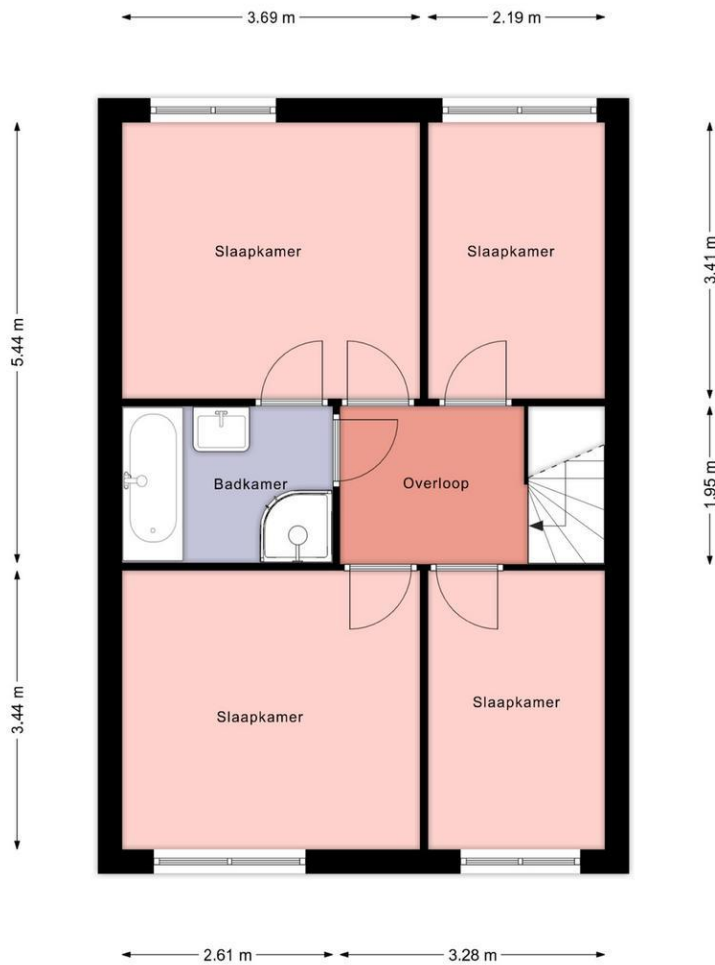 3.69 m
2.19 m
5.44 m
3.41 m
Slaapkamer
Slaapkamer
Badkamer
Overloop
1.95 m
3.44 m
Slaapkamer
Slaapkamer
2.61 m
3.28 m